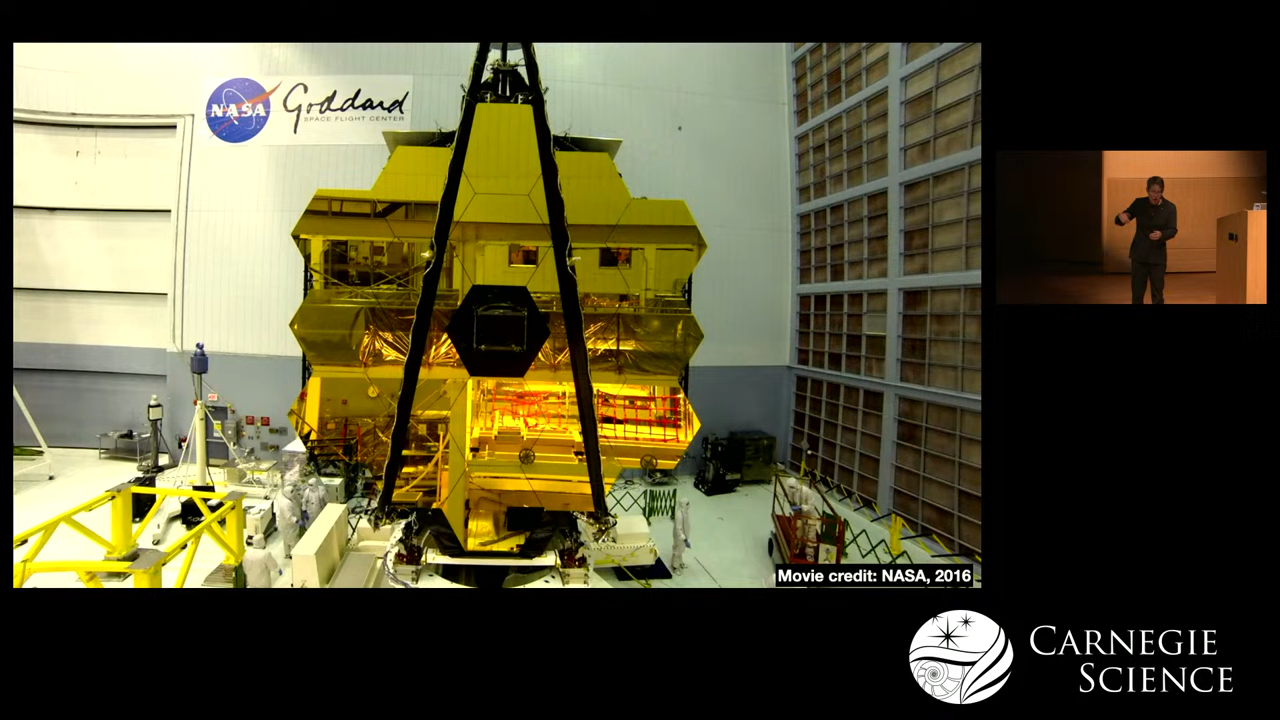 NASA
Goddard
SPACE FLIGHT CENTER
Movie credit: NASA, 2016
CARNEGIE
SCIENCE